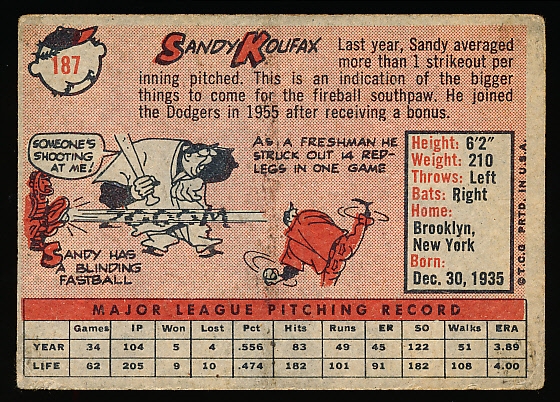 187
SANDY KOUFAX
Last year, Sandy averaged
more than 1 strikeout per
inning pitched. This is an indication of the bigger
things to come for the fireball southpaw. He joined
the Dodgers in 1955 after receiving a bonus.
SOMEONE'S
SHOOTING
AT ME!
ZOOOM
SANDY HAS
A BLINDING
FASTBALL
AS A FRESHMAN HE
STRUCK OUT 14 RED-
LEGS IN ONE GAME
Height: 6'2"
Weight: 210
Throws: Left
Bats: Right
Home:
Brooklyn,
New York
Born:
Dec. 30, 1935
© T.C.G. PRTD. IN U.S.A.
MAJOR LEAGUE PITCHING RECORD
Games IP Won Lost Pct Hits Runs ER SO Walks ERA
YEAR 34 104 5 4 .556 83 49 45 122 51 3.89
LIFE 62 205 9 10 .474 182 101 91 182 108 4.00